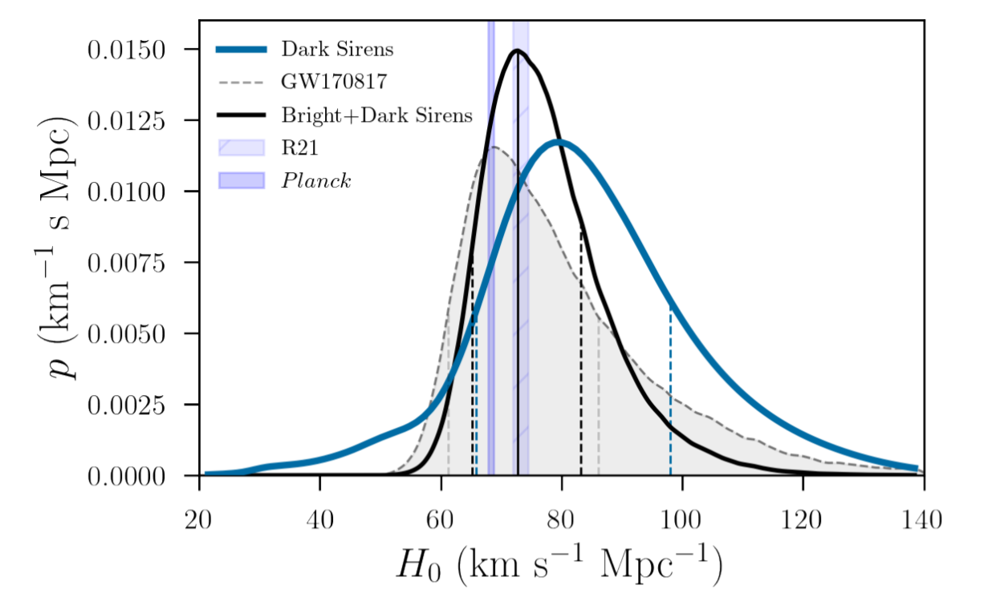 Dark Sirens
GW170817
Bright+Dark Sirens
R21
Planck
p (km⁻¹ s Mpc)
0.0150
0.0125
0.0100
0.0075
0.0050
0.0025
0.0000
20 40 60 80 100 120 140
H₀ (km s⁻¹ Mpc⁻¹)